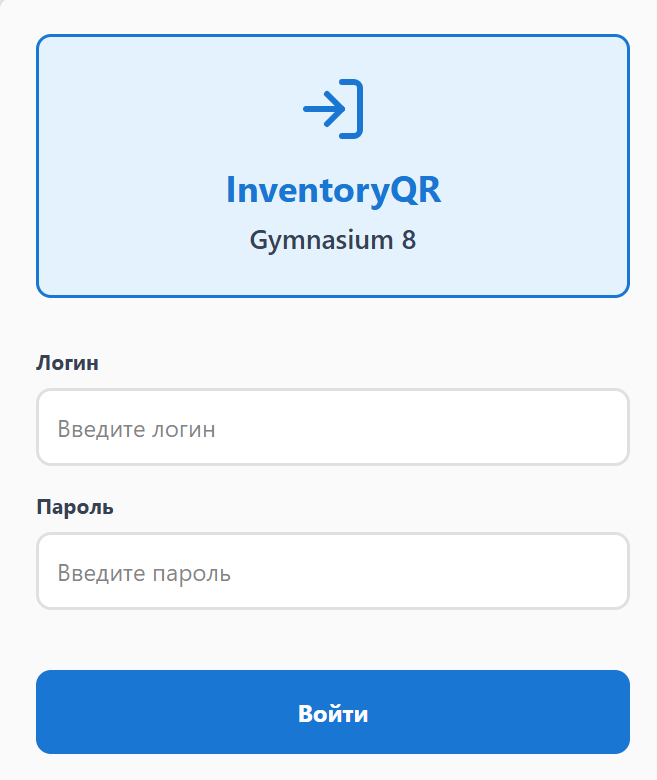 InventoryQR
Gymnasium 8
Логин
Введите логин
Пароль
Введите пароль
Войти